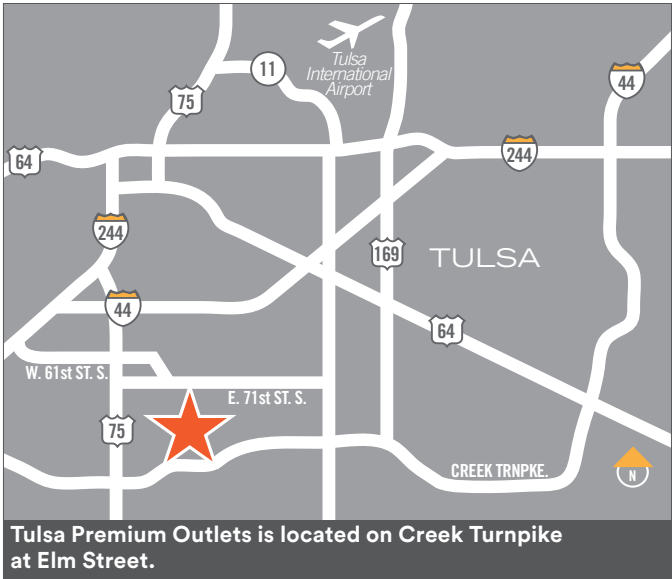 11
Tulsa
International
Airport
44
75
64
244
244
169
TULSA
44
64
W. 61st ST. S.
E. 71st ST. S.
75
CREEK TRNPKE.
N
Tulsa Premium Outlets is located on Creek Turnpike
at Elm Street.